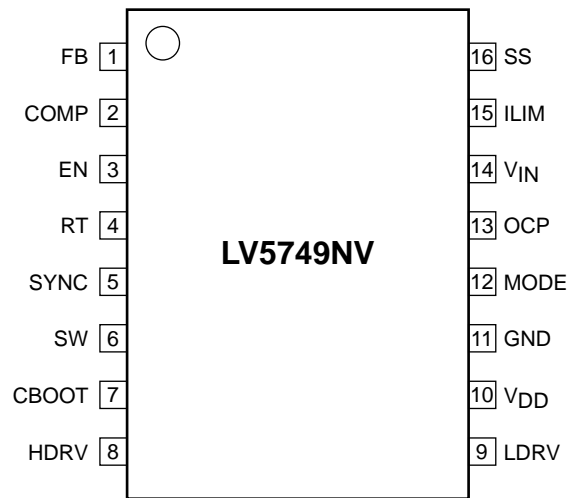 FB 1 16 SS
COMP 2 15 ILIM
EN 3 14 VIN
RT 4 13 OCP
LV5749NV
SYNC 5 12 MODE
SW 6 11 GND
CBOOT 7 10 VDD
HDRV 8 9 LDRV